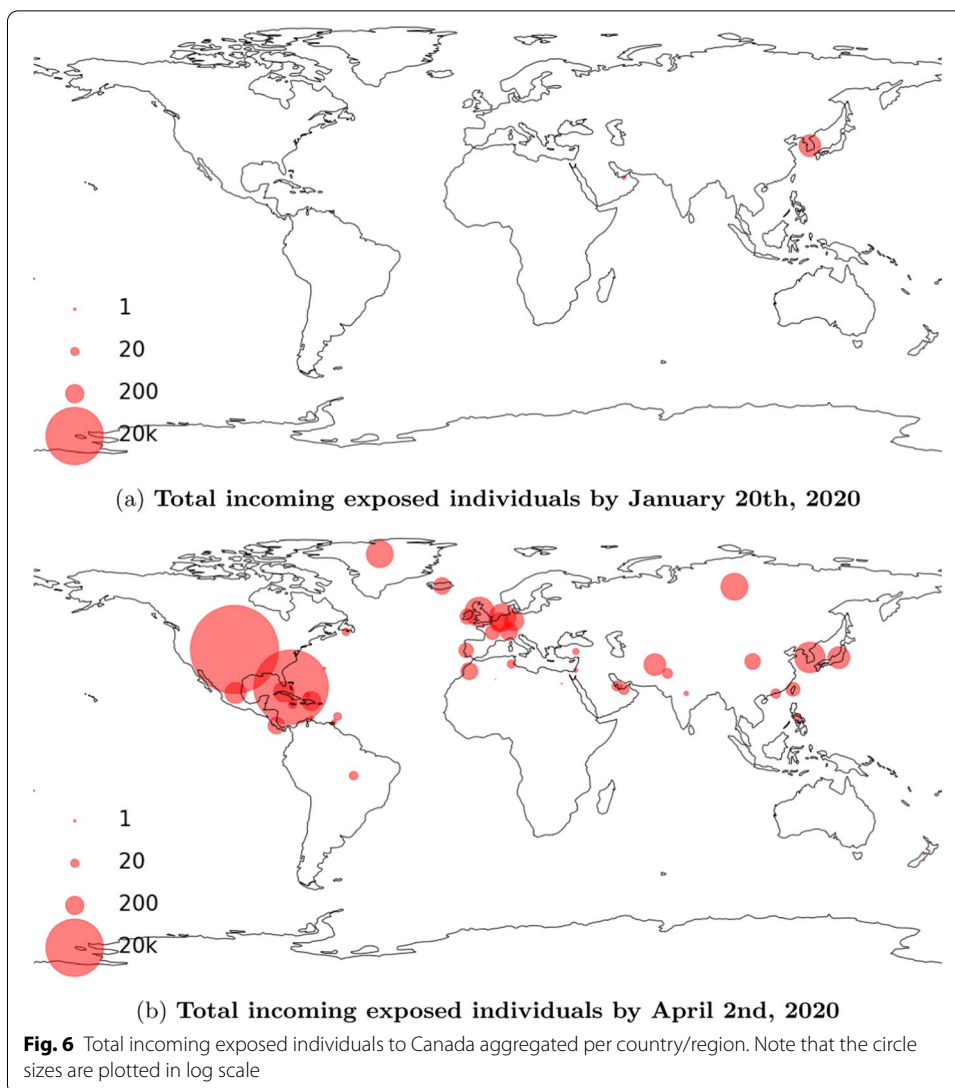 1
20
200
20k
(a) Total incoming exposed individuals by January 20th, 2020
1
20
200
20k
(b) Total incoming exposed individuals by April 2nd, 2020
Fig. 6 Total incoming exposed individuals to Canada aggregated per country/region. Note that the circle
sizes are plotted in log scale